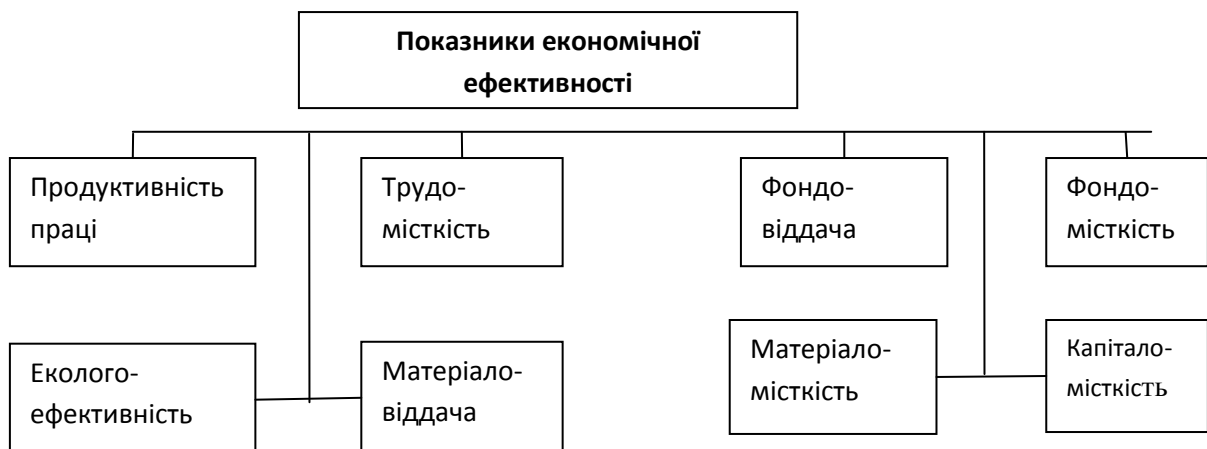 Показники економічної
ефективності
Продуктивність
праці
Трудо-
місткість
Фондо-
віддача
Фондо-
місткість
Еколого-
ефективність
Матеріало-
віддача
Матеріало-
місткість
Капітало-
місткість